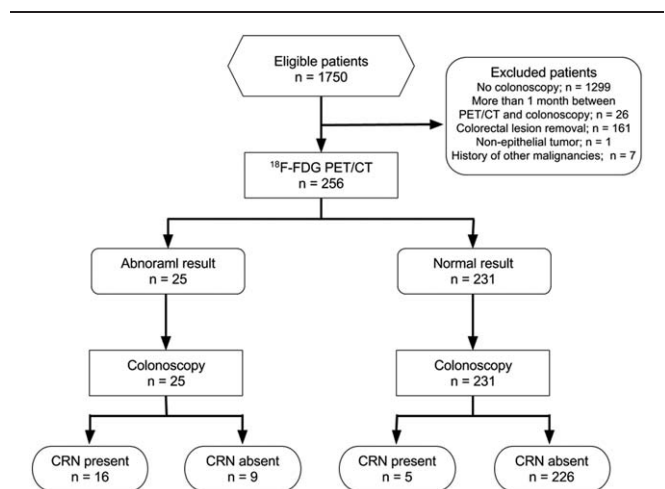 Eligible patients
n = 1750
Excluded patients
No colonoscopy; n = 1299
More than 1 month between
PET/CT and colonoscopy; n = 26
Colorectal lesion removal; n = 161
Non-epithelial tumor; n = 1
History of other malignancies;  n = 7
¹⁸F-FDG PET/CT
n = 256
Abnoraml result
n = 25
Normal result
n = 231
Colonoscopy
n = 25
Colonoscopy
n = 231
CRN present
n = 16
CRN absent
n = 9
CRN present
n = 5
CRN absent
n = 226